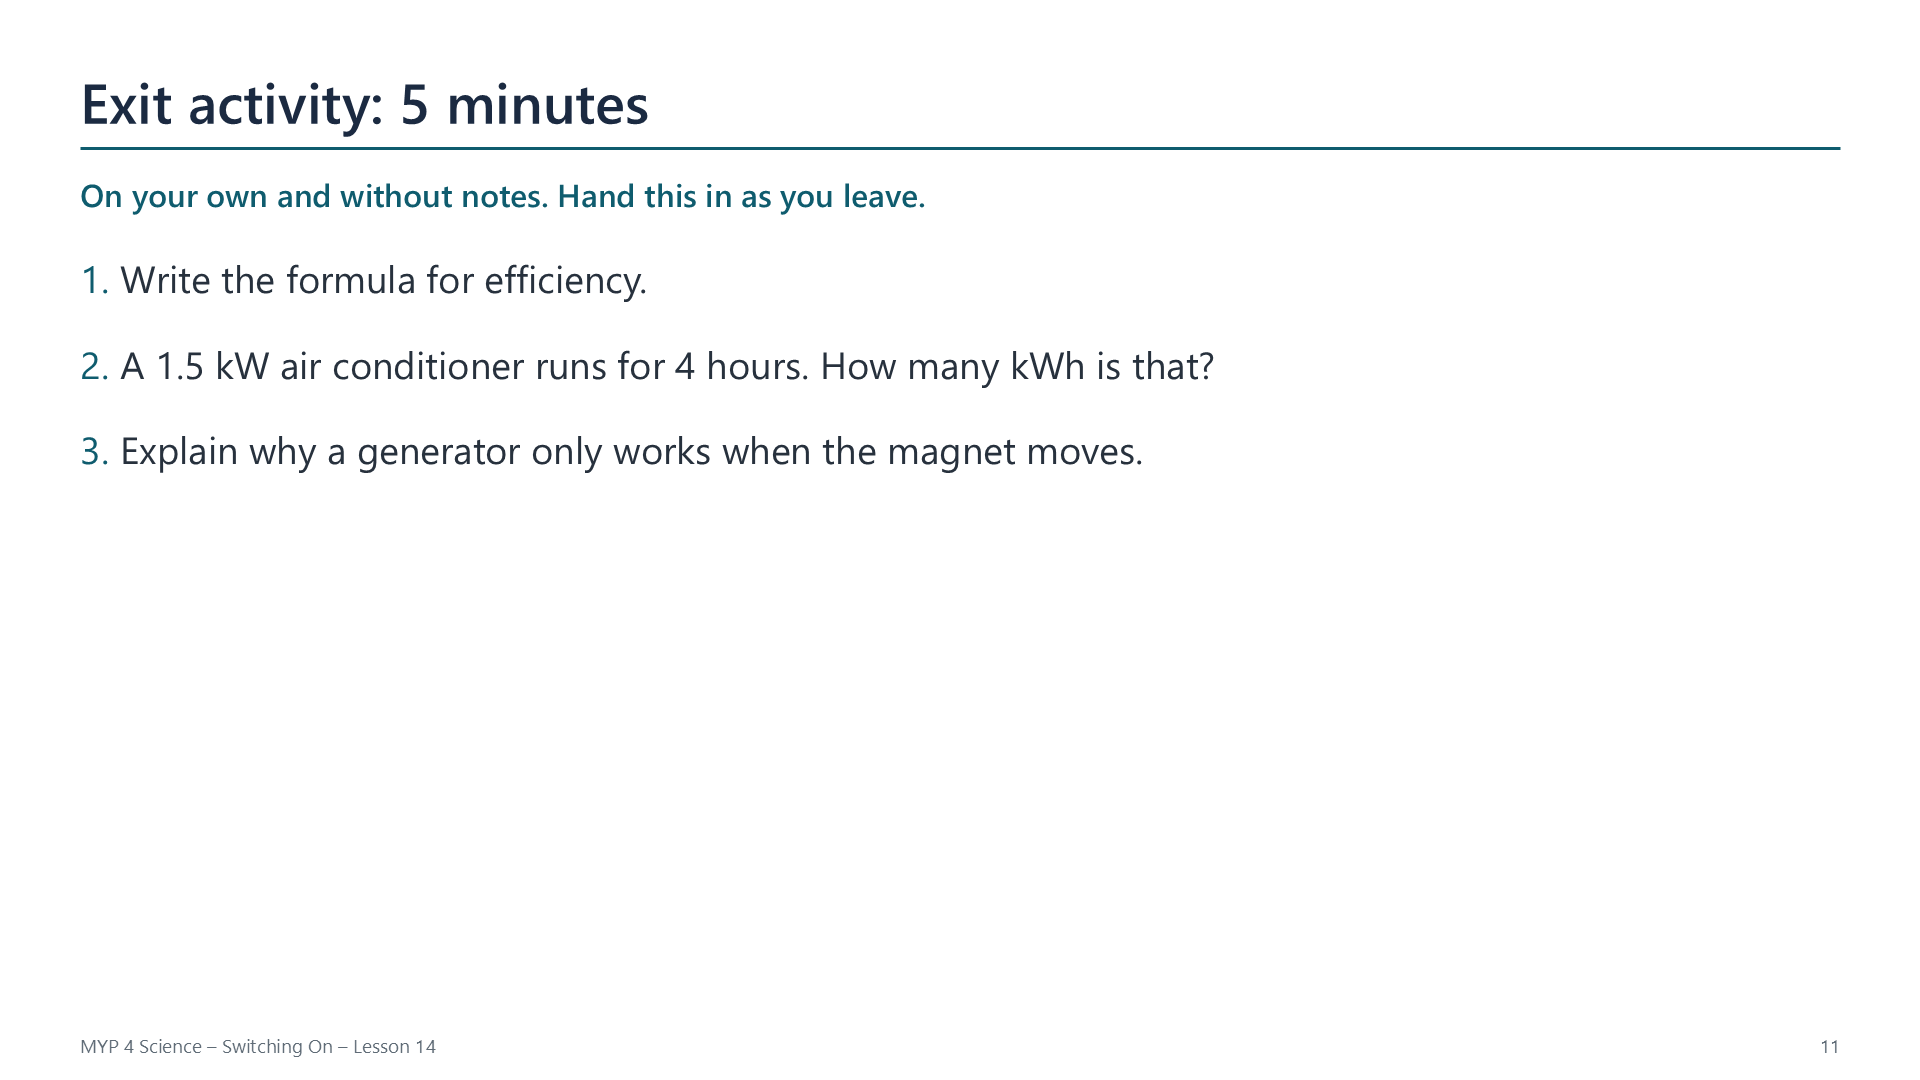 Exit activity: 5 minutes
On your own and without notes. Hand this in as you leave.
1. Write the formula for efficiency.
2. A 1.5 kW air conditioner runs for 4 hours. How many kWh is that?
3. Explain why a generator only works when the magnet moves.
MYP 4 Science – Switching On – Lesson 14
11